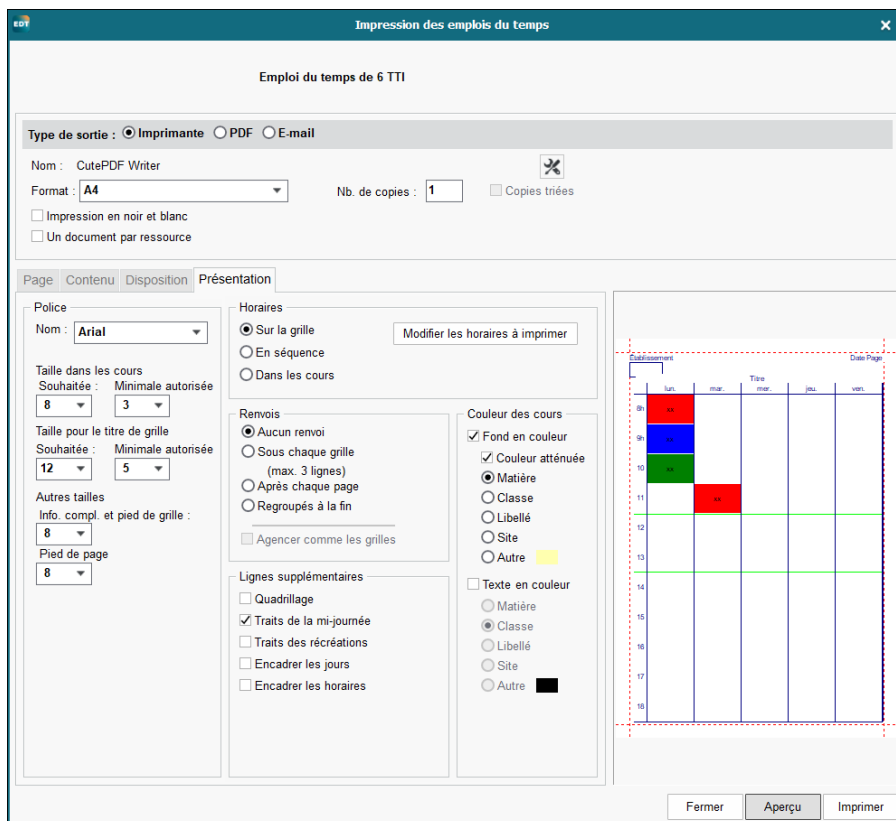 EDT
Impression des emplois du temps
Emploi du temps de 6 TTI
Type de sortie : Imprimante PDF E-mail
Nom : CutePDF Writer
Format : A4 Nb. de copies : 1 Copies triées
Impression en noir et blanc
Un document par ressource
Page Contenu Disposition Présentation
Police
Nom : Arial
Taille dans les cours
Souhaitée : Minimale autorisée
8 3
Taille pour le titre de grille
Souhaitée : Minimale autorisée
12 5
Autres tailles
Info. compl. et pied de grille :
8
Pied de page
8
Horaires
Sur la grille
Modifier les horaires à imprimer
En séquence
Dans les cours
Renvois
Aucun renvoi
Sous chaque grille
(max. 3 lignes)
Après chaque page
Regroupés à la fin
Agencer comme les grilles
Lignes supplémentaires
Quadrillage
Traits de la mi-journée
Traits des récréations
Encadrer les jours
Encadrer les horaires
Couleur des cours
Fond en couleur
Couleur atténuée
Matière
Classe
Libellé
Site
Autre
Texte en couleur
Matière
Classe
Libellé
Site
Autre
Etablissement Date Page
Titre
lun. mar. mer. jeu. ven.
8h xx
9h xx
10 xx
11 xx
12
13
14
15
16
17
18
Fermer Aperçu Imprimer